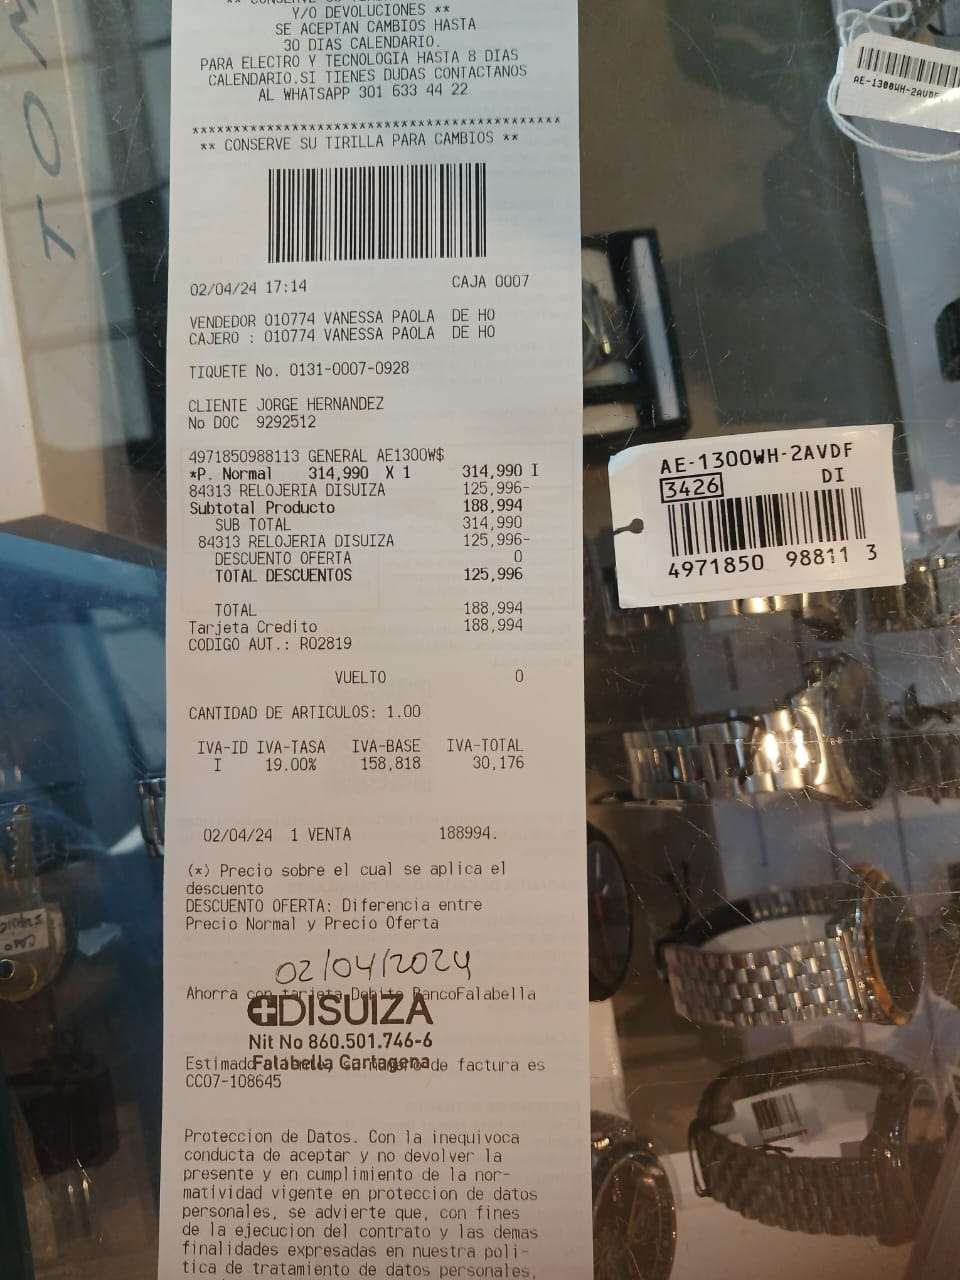 Y/O DEVOLUCIONES **
SE ACEPTAN CAMBIOS HASTA
30 DIAS CALENDARIO.
PARA ELECTRO Y TECNOLOGIA HASTA 8 DIAS
CALENDARIO.SI TIENES DUDAS CONTACTANOS
AL WHATSAPP 301 633 44 22
*********************************************
** CONSERVE SU TIRILLA PARA CAMBIOS **
02/04/24 17:14 CAJA 0007
VENDEDOR 010774 VANESSA PAOLA DE HO
CAJERO : 010774 VANESSA PAOLA DE HO
TIQUETE No. 0131-0007-0928
CLIENTE JORGE HERNANDEZ
No DOC 9292512
4971850988113 GENERAL AE1300W$
*P. Normal 314,990 X 1 314,990 I
84313 RELOJERIA DISUIZA 125,996-
Subtotal Producto 188,994
SUB TOTAL 314,990
84313 RELOJERIA DISUIZA 125,996-
DESCUENTO OFERTA 0
TOTAL DESCUENTOS 125,996
TOTAL 188,994
Tarjeta Credito 188,994
CODIGO AUT.: R02819
VUELTO 0
CANTIDAD DE ARTICULOS: 1.00
IVA-ID IVA-TASA IVA-BASE IVA-TOTAL
I 19.00% 158,818 30,176
02/04/24 1 VENTA 188994.
(*) Precio sobre el cual se aplica el
descuento
DESCUENTO OFERTA: Diferencia entre
Precio Normal y Precio Oferta
02/04/2024
Ahorra con tarjeta Debito BancoFalabella
DISUIZA
Nit No 860.501.746-6
Falabella Cartagena
Estimado de factura es
CC07-108645
Proteccion de Datos. Con la inequivoca
conducta de aceptar y no devolver la
presente y en cumplimiento de la nor-
matividad vigente en proteccion de datos
personales, se advierte que, con fines
de la ejecucion del contrato y las demas
finalidades expresadas en nuestra poli-
tica de tratamiento de datos personales,
AE-1300WH-2AVDF
DI
3426
4971850 98811 3
AE-1300WH-2AVDF
TOM